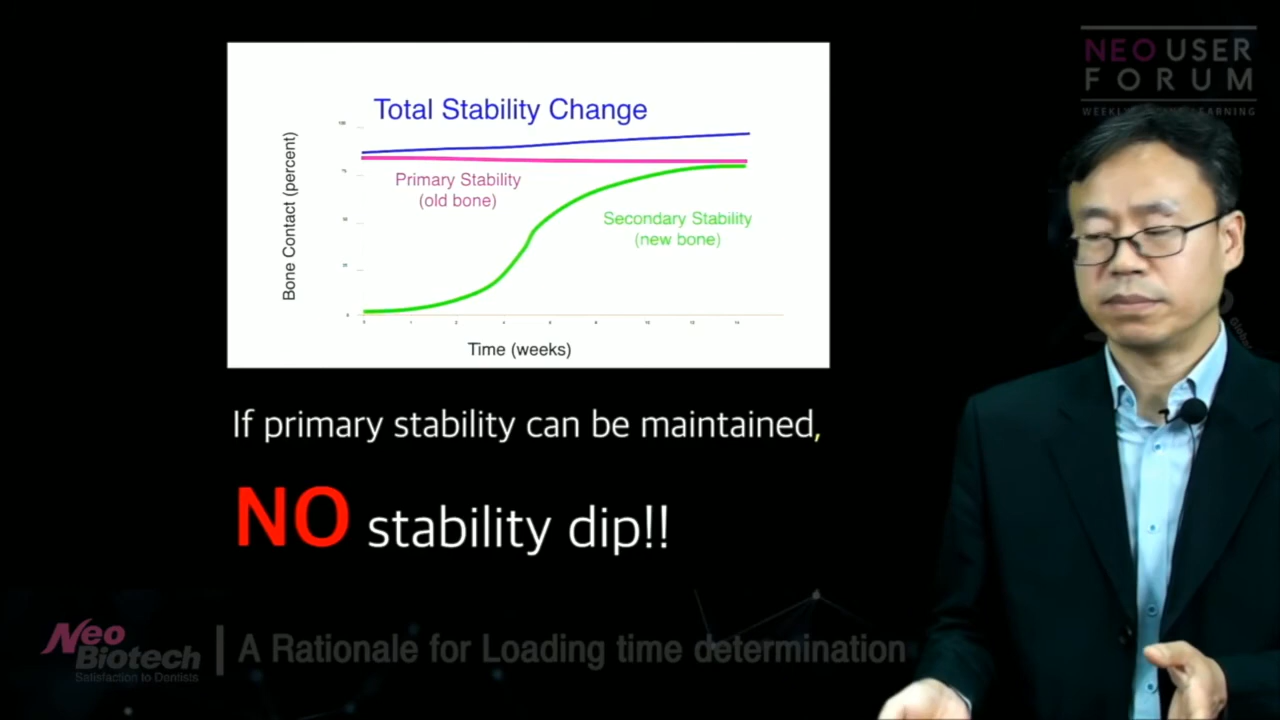 NEO USER
FORUM
Total Stability Change
100
Bone Contact (percent)
Primary Stability
(old bone)
Secondary Stability
(new bone)
0
Time (weeks)
If primary stability can be maintained,
NO stability dip!!
Neo
Biotech
Satisfaction to Dentists
A Rationale for Loading time determination